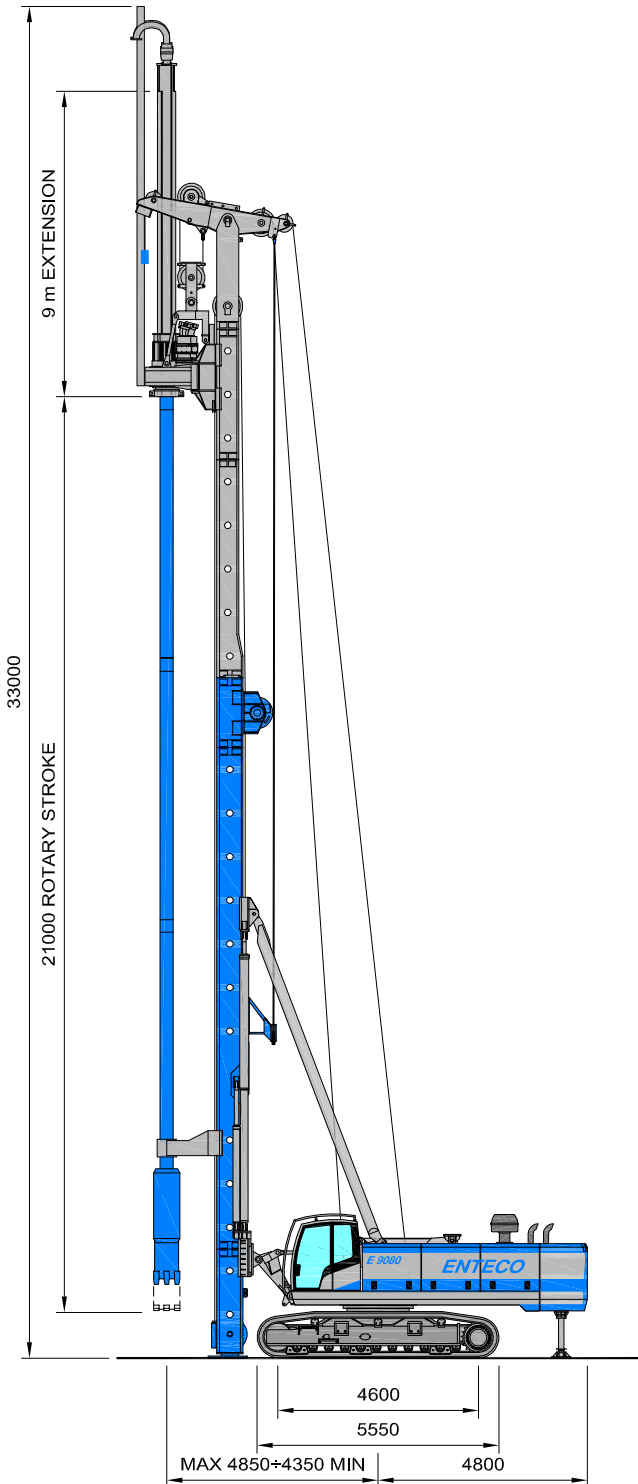 9 m EXTENSION
33000
21000 ROTARY STROKE
E 9080
ENTECO
4600
5550
MAX 4850÷4350 MIN
4800